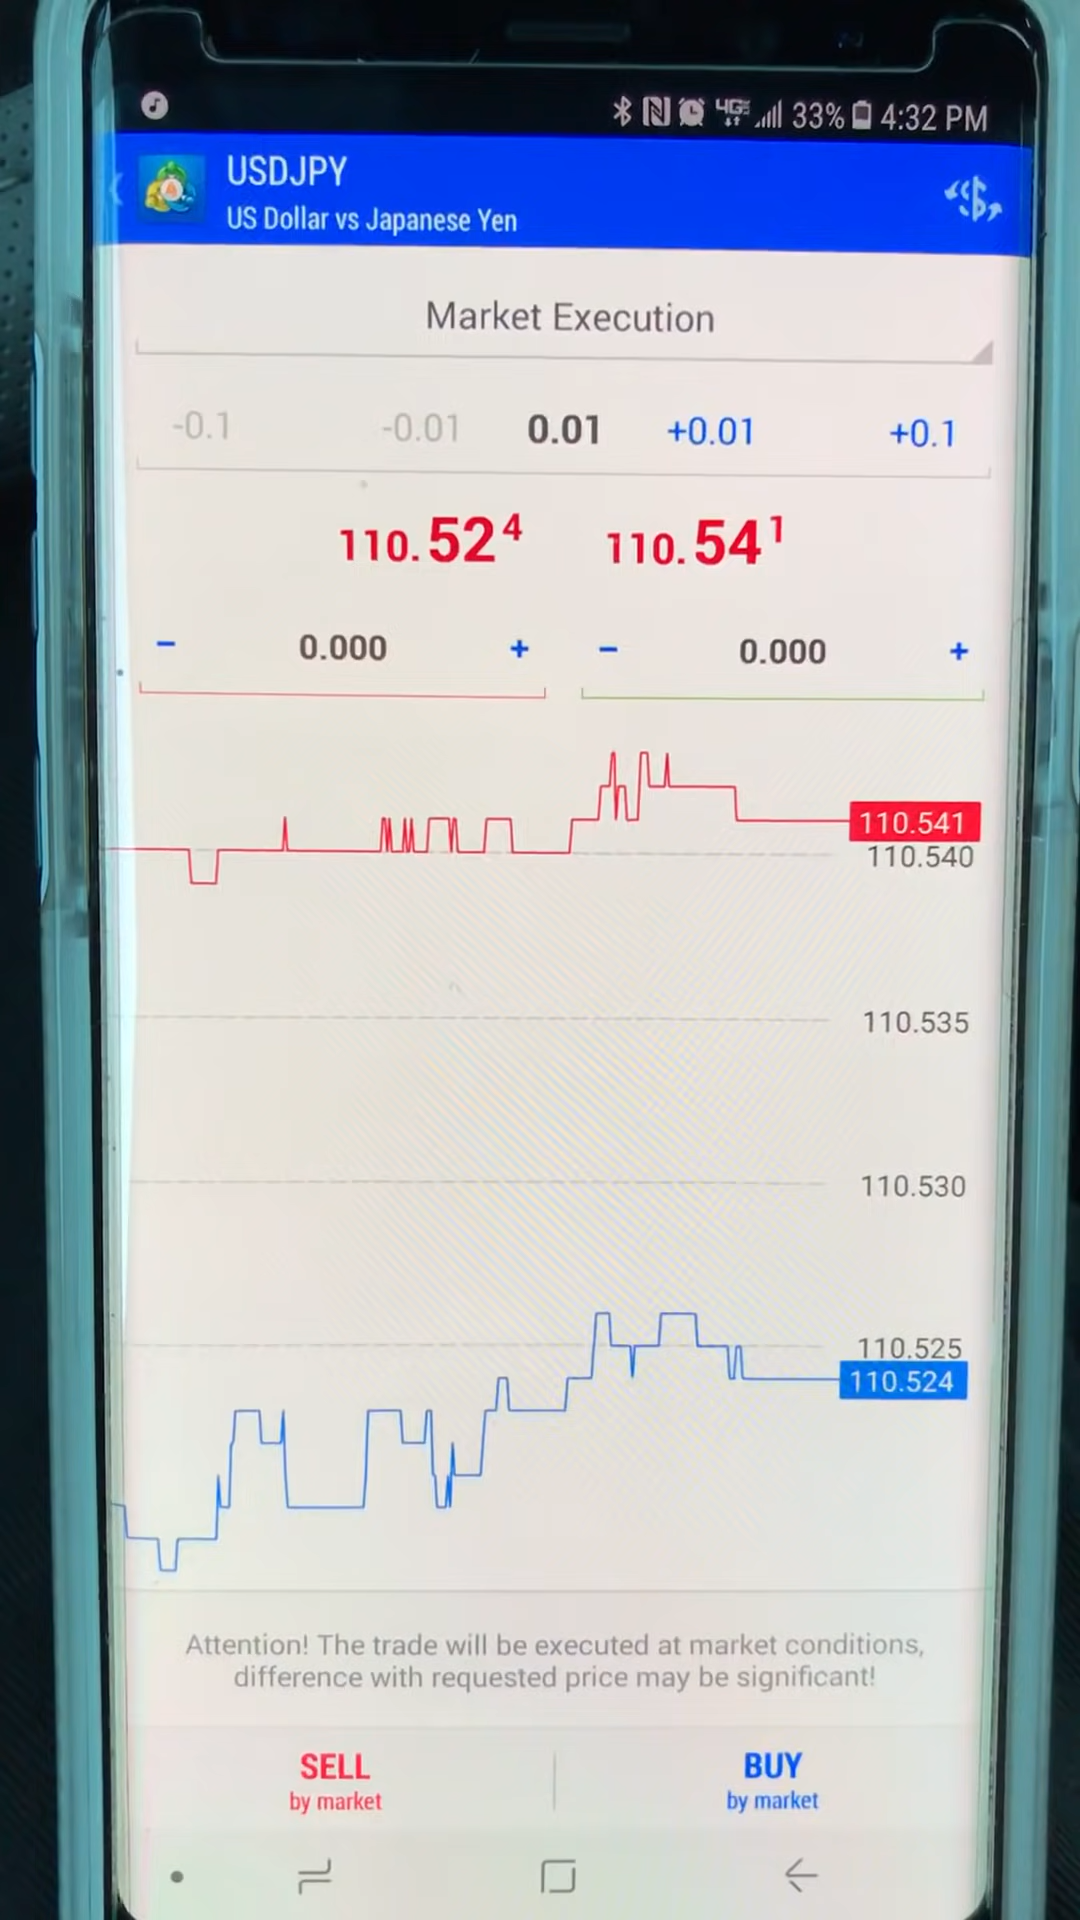 33% 4:32 PM
USDJPY
US Dollar vs Japanese Yen
Market Execution
-0.1 -0.01 0.01 +0.01 +0.1
110.524 110.541
- 0.000 + - 0.000 +
110.541
110.540
110.535
110.530
110.525
110.524
Attention! The trade will be executed at market conditions,
difference with requested price may be significant!
SELL BUY
by market by market